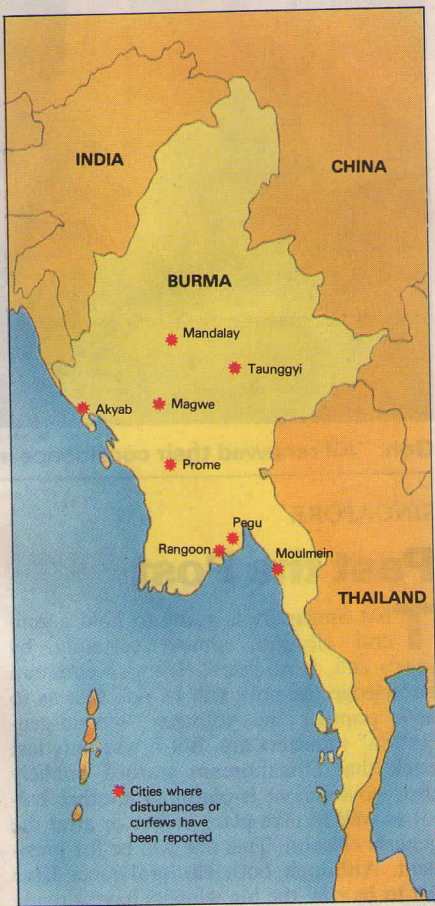 INDIA
CHINA
BURMA
Mandalay
Taunggyi
Akyab
Magwe
Prome
Pegu
Rangoon
Moulmein
THAILAND
Cities where
disturbances or
curfews have
been reported